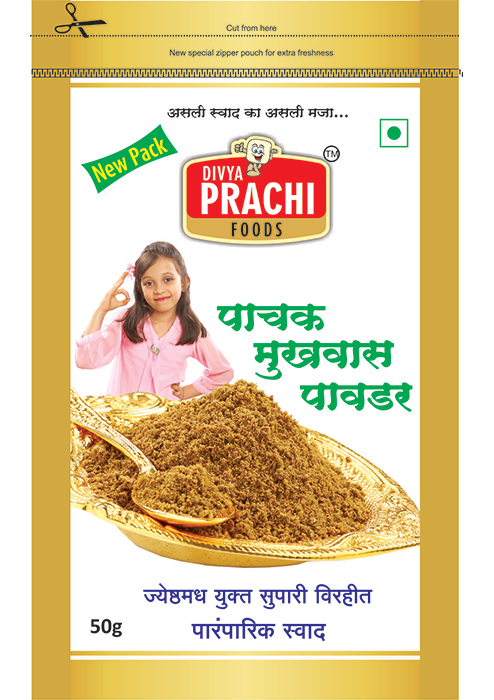 Cut from here
New special zipper pouch for extra freshness
असली स्वाद का असली मजा...
New Pack
DIVYA
PRACHI
FOODS
TM
पाचक
मुखवास
पावडर
ज्येष्ठमध युक्त सुपारी विरहीत
50g
पारंपारिक स्वाद